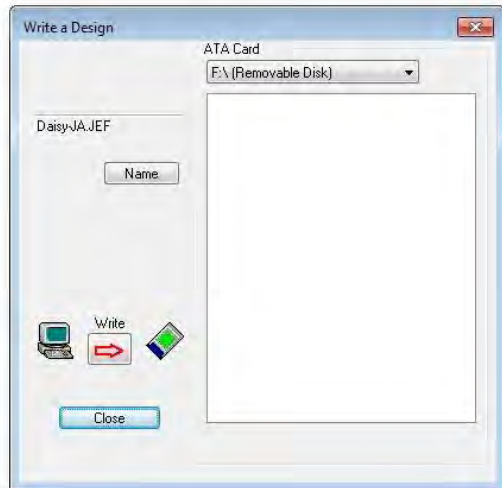 Write a Design
ATA Card
F:\ (Removable Disk)
Daisy-JA.JEF
Name
Write
Close